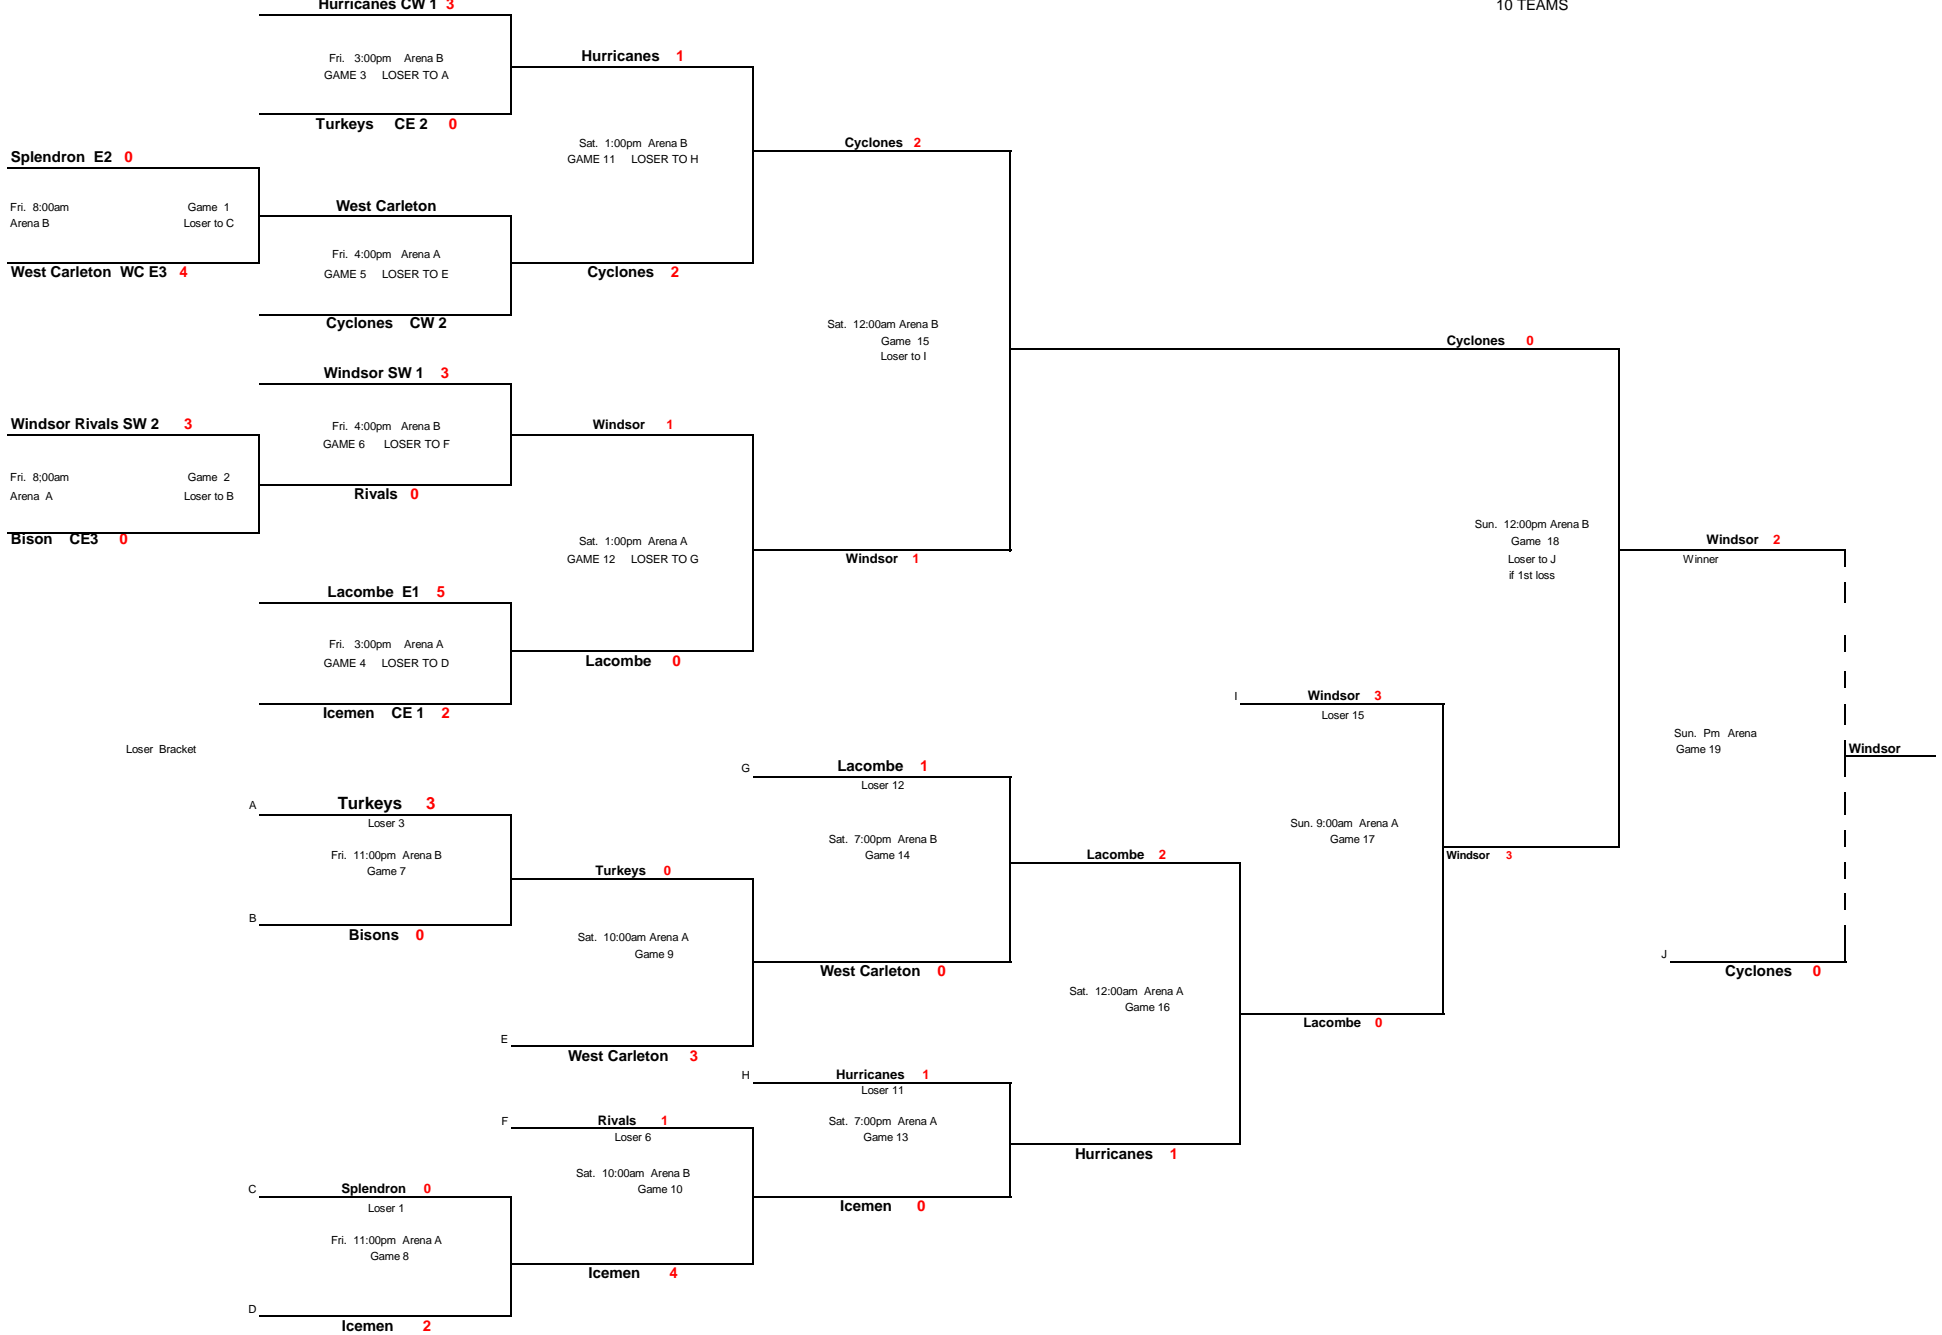 Hurricanes CW 1 3
10 TEAMS
Fri. 3:00pm Arena B
GAME 3 LOSER TO A
Turkeys CE 2 0
Hurricanes 1
Sat. 1:00pm Arena B
GAME 11 LOSER TO H
Cyclones 2
Splendron E2 0
Fri. 8:00am Game 1
Arena B Loser to C
West Carleton WC E3 4
West Carleton
Fri. 4:00pm Arena A
GAME 5 LOSER TO E
Cyclones CW 2
Cyclones 2
Sat. 12:00am Arena B
Game 15
Loser to I
Cyclones 0
Windsor SW 1 3
Windsor Rivals SW 2 3
Fri. 4:00pm Arena B
GAME 6 LOSER TO F
Windsor 1
Fri. 8;00am Game 2
Arena A Loser to B
Rivals 0
Bison CE3 0
Sat. 1:00pm Arena A
GAME 12 LOSER TO G
Windsor 1
Sun. 12:00pm Arena B
Game 18
Loser to J
if 1st loss
Windsor 2
Winner
Lacombe E1 5
Fri. 3:00pm Arena A
GAME 4 LOSER TO D
Lacombe 0
Icemen CE 1 2
I Windsor 3
Loser 15
Sun. Pm Arena
Game 19
Windsor
Loser Bracket
G Lacombe 1
Loser 12
A Turkeys 3
Loser 3
Fri. 11:00pm Arena B
Game 7
B Bisons 0
Turkeys 0
Sat. 7:00pm Arena B
Game 14
Lacombe 2
Sun. 9:00am Arena A
Game 17
Windsor 3
Sat. 10:00am Arena A
Game 9
West Carleton 0
J Cyclones 0
E West Carleton 3
Sat. 12:00am Arena A
Game 16
Lacombe 0
H Hurricanes 1
Loser 11
F Rivals 1
Loser 6
Sat. 7:00pm Arena A
Game 13
Hurricanes 1
Sat. 10:00am Arena B
Game 10
C Splendron 0
Loser 1
Icemen 0
Fri. 11:00pm Arena A
Game 8
Icemen 4
D Icemen 2